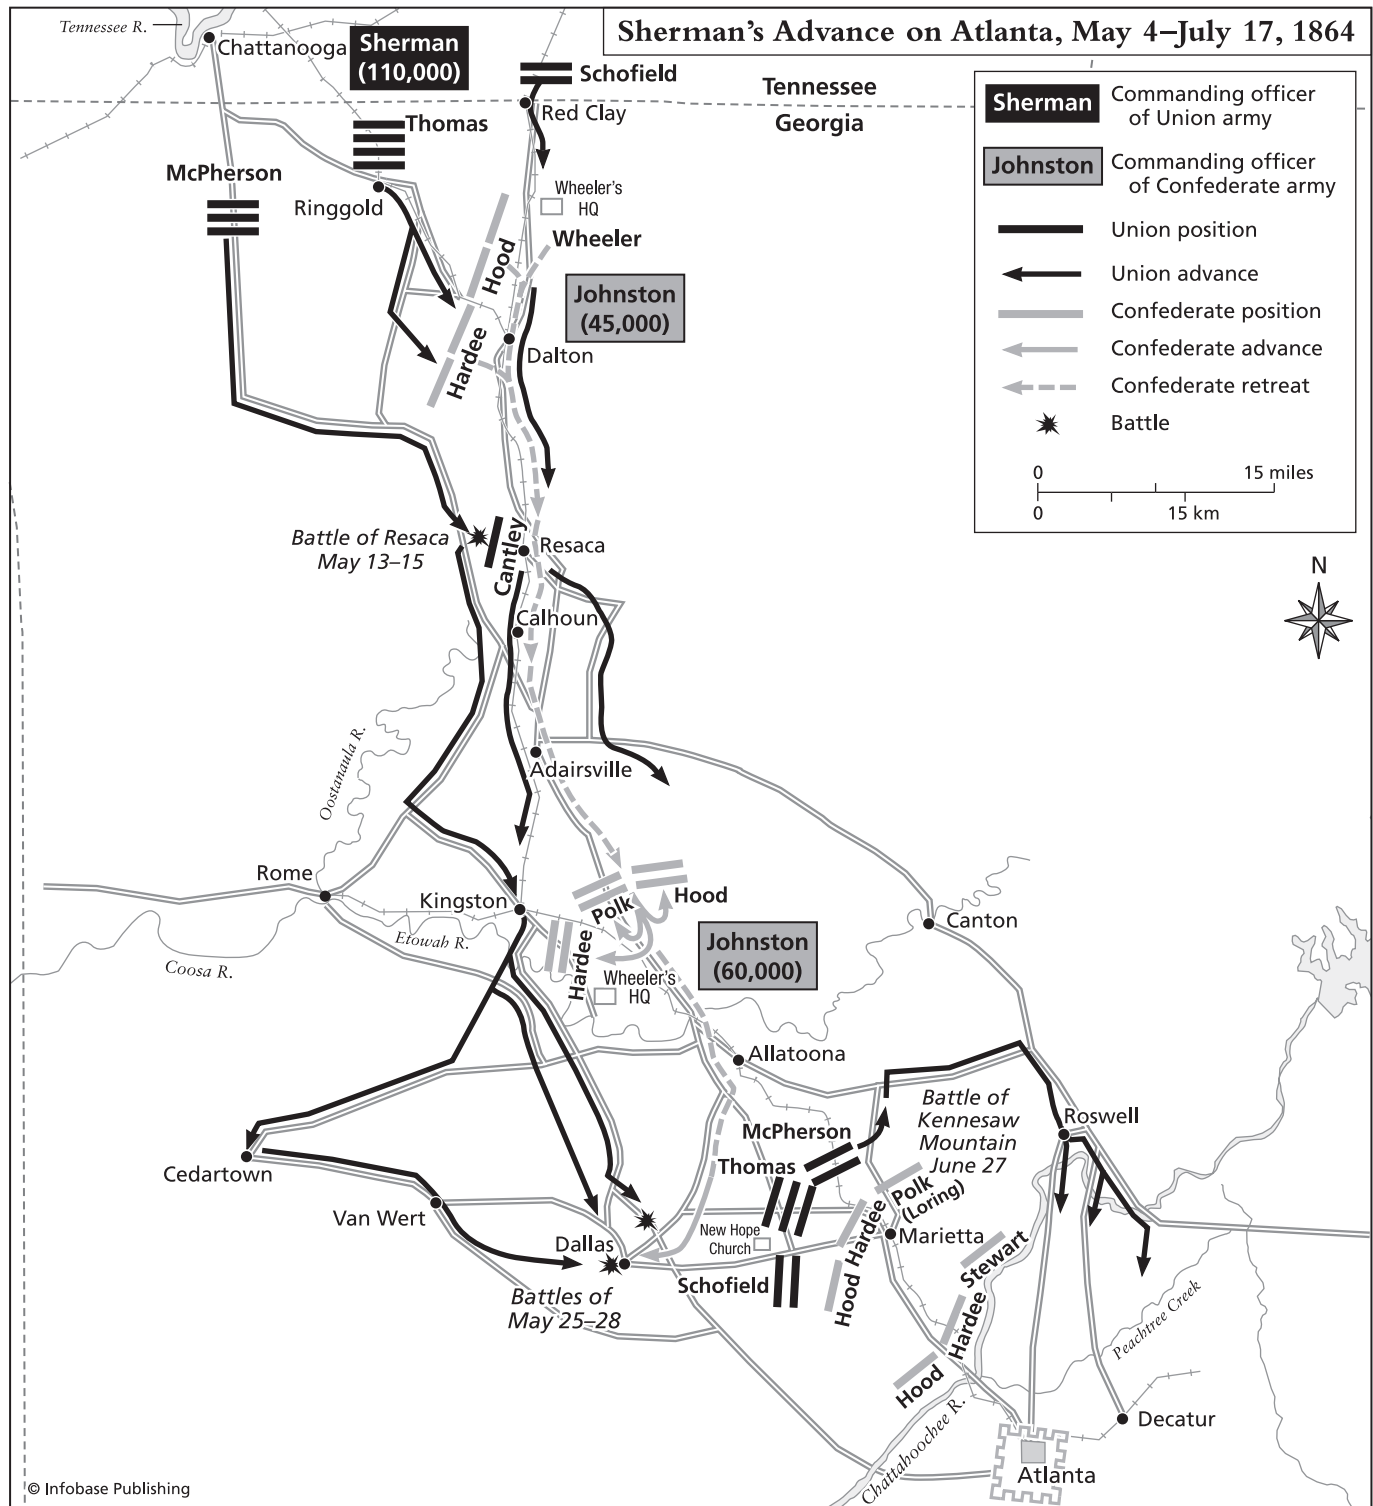 Sherman's Advance on Atlanta, May 4–July 17, 1864
Tennessee R.
Chattanooga
Sherman
(110,000)
Schofield
Tennessee
Georgia
Red Clay
Thomas
McPherson
Ringgold
Wheeler's
HQ
Wheeler
Hood
Johnston
(45,000)
Hardee
Dalton
Sherman
Commanding officer
of Union army
Johnston
Commanding officer
of Confederate army
Union position
Union advance
Confederate position
Confederate advance
Confederate retreat
Battle
0
15 miles
0
15 km
N
Battle of Resaca
May 13–15
Cantley
Resaca
Calhoun
Oostanaula R.
Adairsville
Rome
Kingston
Polk
Hood
Canton
Etowah R.
Coosa R.
Hardee
Johnston
(60,000)
Wheeler's
HQ
Allatoona
Battle of
Kennesaw
Mountain
June 27
Roswell
McPherson
Thomas
Cedartown
Polk
(Loring)
Van Wert
New Hope
Church
Hardee
Marietta
Dallas
Schofield
Hood
Stewart
Battles of
May 25–28
Hardee
Peachtree Creek
Hood
Chattahoochee R.
Decatur
Atlanta
© Infobase Publishing